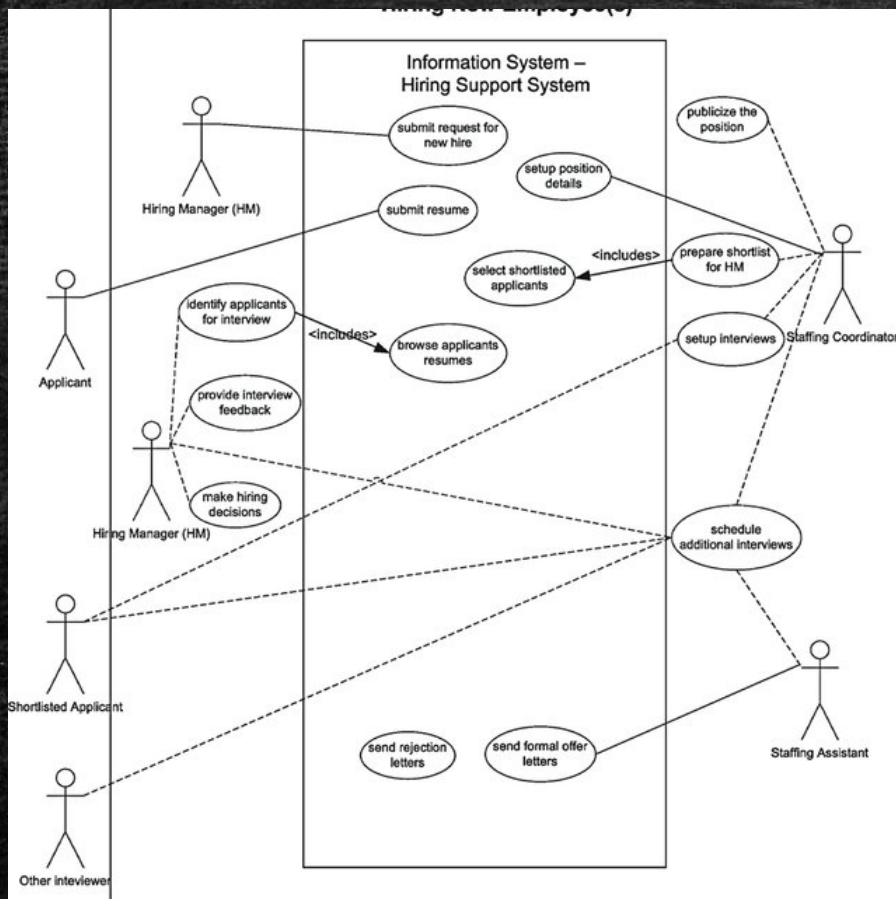 Hiring New Employee(s)
Information System –
Hiring Support System
submit request for
new hire
publicize the
position
setup position
details
Hiring Manager (HM)
submit resume
<includes>
prepare shortlist
for HM
select shortlisted
applicants
identify applicants
for interview
<includes>
browse applicants
resumes
setup interviews
Staffing Coordinator
Applicant
provide interview
feedback
make hiring
decisions
Hiring Manager (HM)
schedule
additional interviews
Shortlisted Applicant
send rejection
letters
send formal offer
letters
Staffing Assistant
Other inteviewer